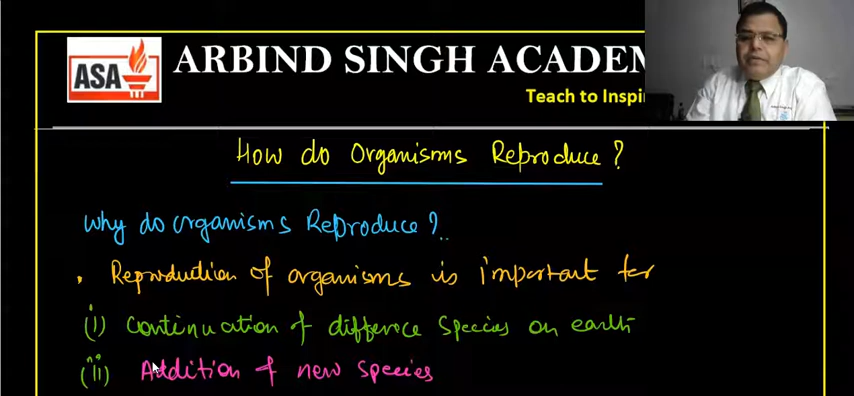 ASA
ARBIND SINGH ACADEM
Teach to Inspi
How do Organisms Reproduce?
Why do organisms Reproduce?
. Reproduction of organisms is important for
(i) Continuation of difference species on earth
(ii) Addition of new species